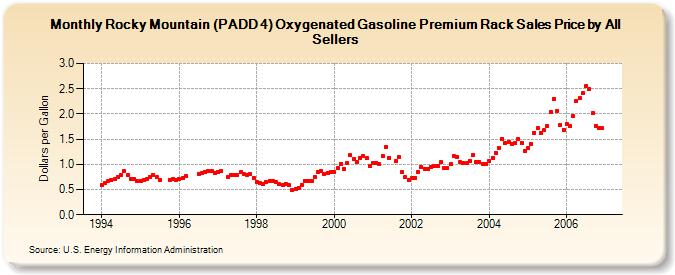 Monthly Rocky Mountain (PADD 4) Oxygenated Gasoline Premium Rack Sales Price by All
Sellers
Dollars per Gallon
3.0
2.5
2.0
1.5
1.0
0.5
0.0
1994 1996 1998 2000 2002 2004 2006
Source: U.S. Energy Information Administration